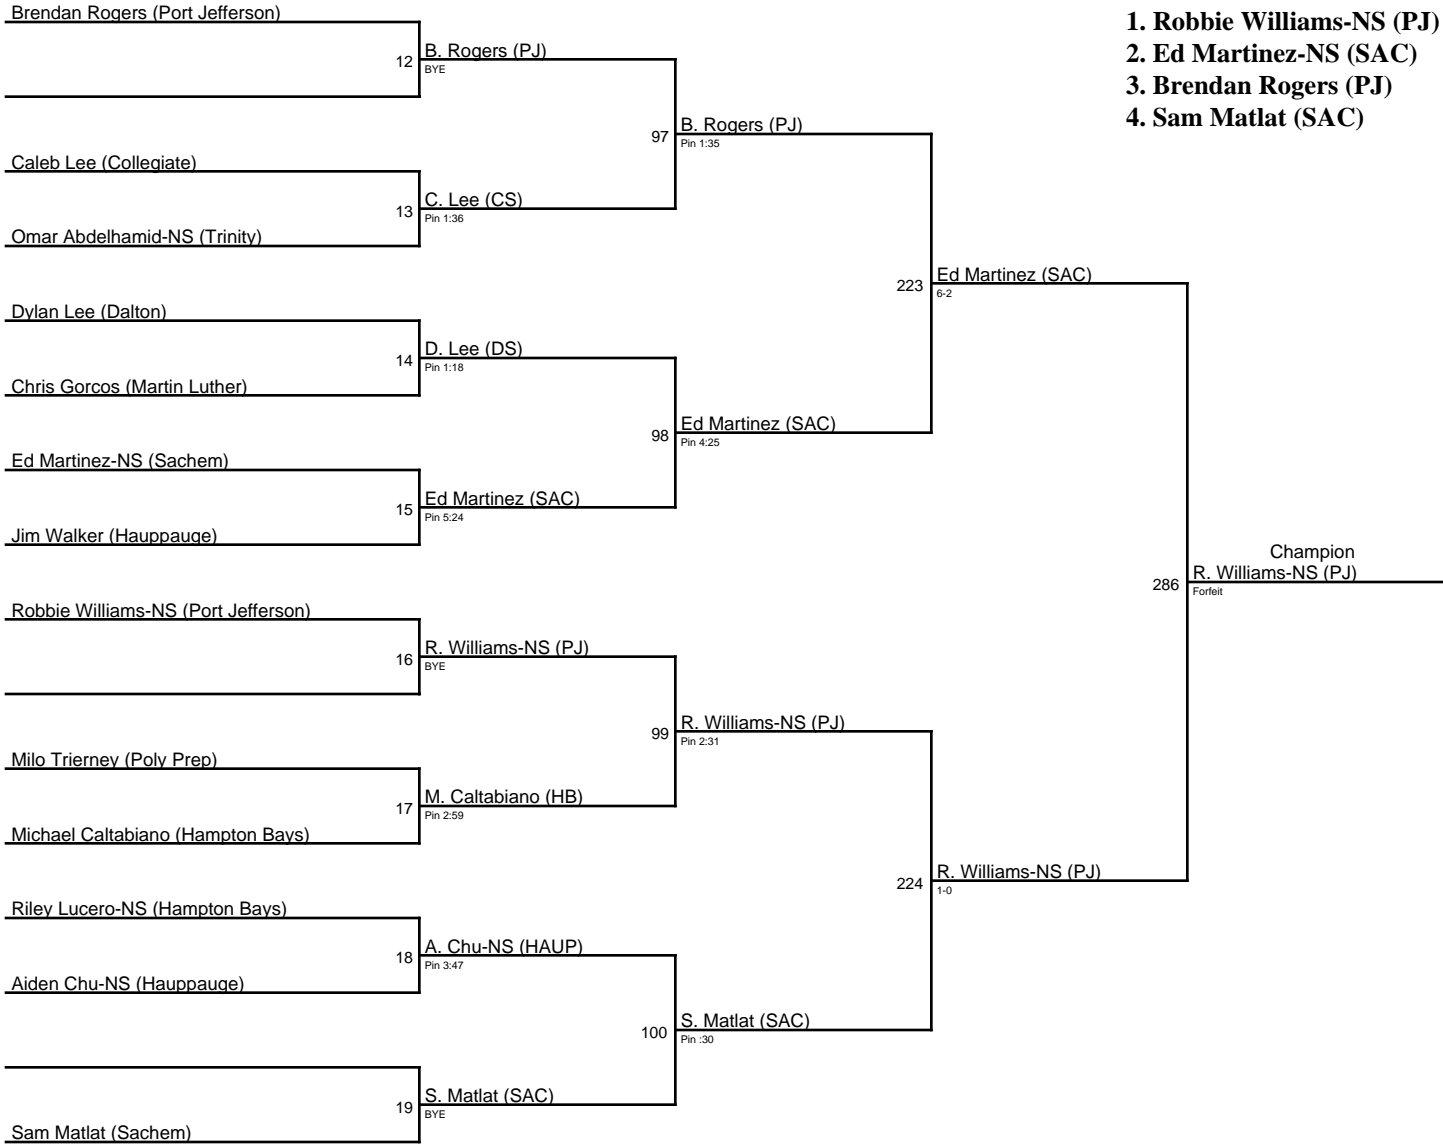 Brendan Rogers (Port Jefferson)
1. Robbie Williams-NS (PJ)
2. Ed Martinez-NS (SAC)
3. Brendan Rogers (PJ)
4. Sam Matlat (SAC)
12
B. Rogers (PJ)
BYE
97
B. Rogers (PJ)
Pin 1:35
Caleb Lee (Collegiate)
13
C. Lee (CS)
Pin 1:36
Omar Abdelhamid-NS (Trinity)
223
Ed Martinez (SAC)
6-2
Dylan Lee (Dalton)
14
D. Lee (DS)
Pin 1:18
Chris Gorcos (Martin Luther)
98
Ed Martinez (SAC)
Pin 4:25
Ed Martinez-NS (Sachem)
15
Ed Martinez (SAC)
Pin 5:24
Jim Walker (Hauppauge)
Champion
286
R. Williams-NS (PJ)
Forfeit
Robbie Williams-NS (Port Jefferson)
16
R. Williams-NS (PJ)
BYE
99
R. Williams-NS (PJ)
Pin 2:31
Milo Trierney (Poly Prep)
17
M. Caltabiano (HB)
Pin 2:59
Michael Caltabiano (Hampton Bays)
224
R. Williams-NS (PJ)
1-0
Riley Lucero-NS (Hampton Bays)
18
A. Chu-NS (HAUP)
Pin 3:47
Aiden Chu-NS (Hauppauge)
100
S. Matlat (SAC)
Pin :30
19
S. Matlat (SAC)
BYE
Sam Matlat (Sachem)